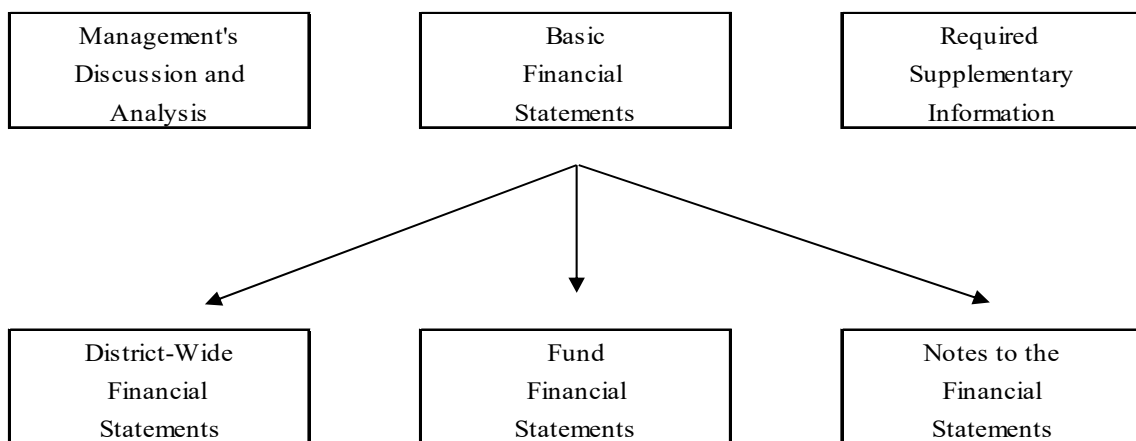 Management's
Discussion and
Analysis
Basic
Financial
Statements
Required
Supplementary
Information
District-Wide
Financial
Statements
Fund
Financial
Statements
Notes to the
Financial
Statements